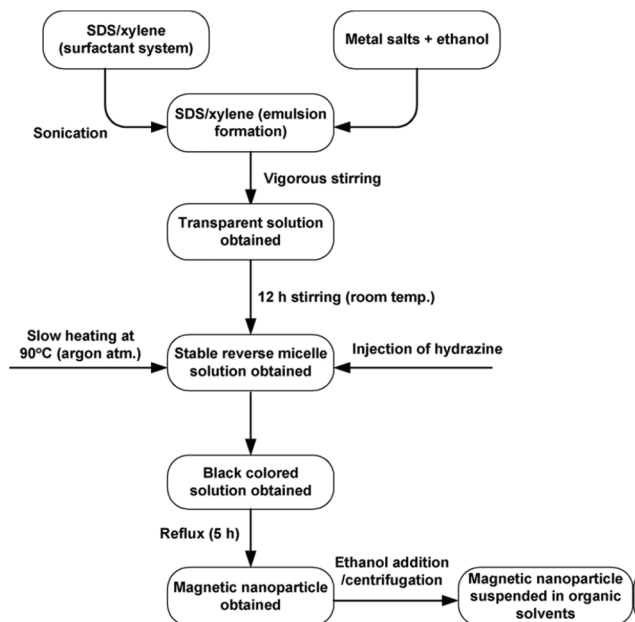 SDS/xylene
(surfactant system)
Metal salts + ethanol
Sonication
SDS/xylene (emulsion
formation)
Vigorous stirring
Transparent solution
obtained
12 h stirring (room temp.)
Slow heating at
90°C (argon atm.)
Stable reverse micelle
solution obtained
Injection of hydrazine
Black colored
solution obtained
Reflux (5 h)
Magnetic nanoparticle
obtained
Ethanol addition
/centrifugation
Magnetic nanoparticle
suspended in organic
solvents